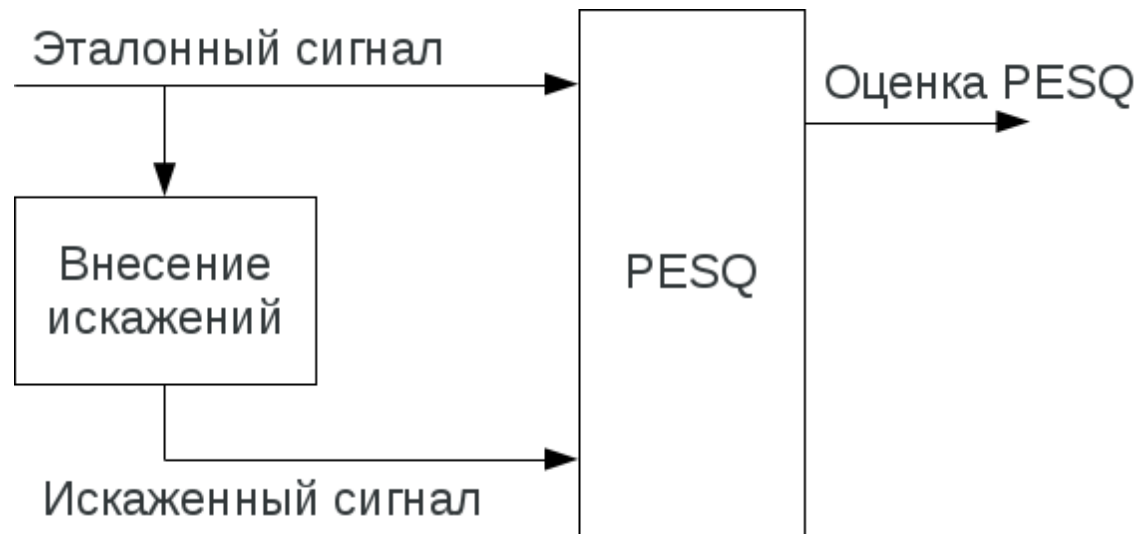 Эталонный сигнал
Оценка PESQ
Внесение
искажений
PESQ
Искаженный сигнал